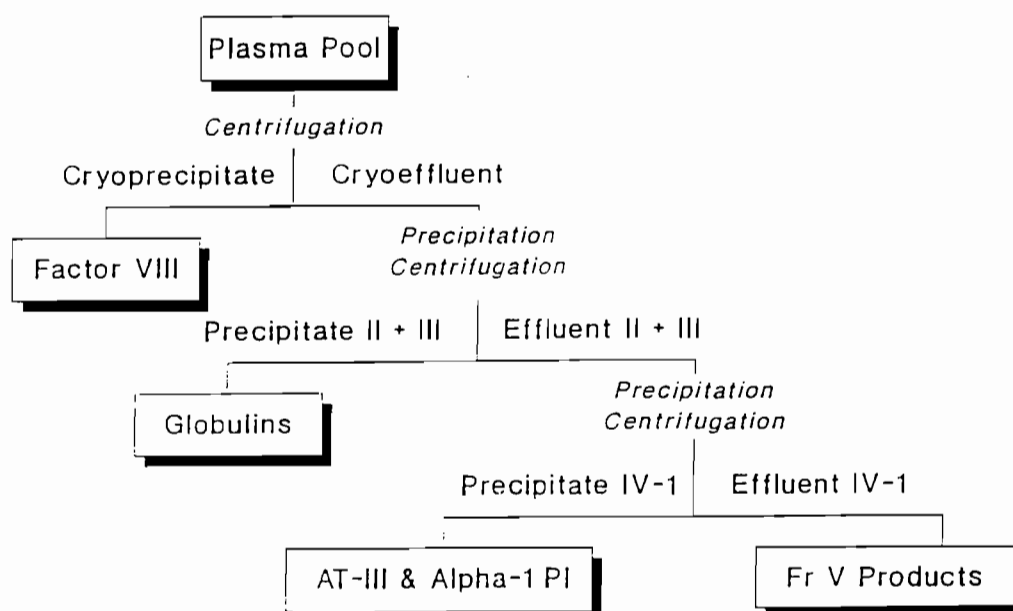 Plasma Pool
Centrifugation
Cryoprecipitate
Cryoeffluent
Factor VIII
Precipitation
Centrifugation
Precipitate II + III
Effluent II + III
Globulins
Precipitation
Centrifugation
Precipitate IV-1
Effluent IV-1
AT-III & Alpha-1 PI
Fr V Products